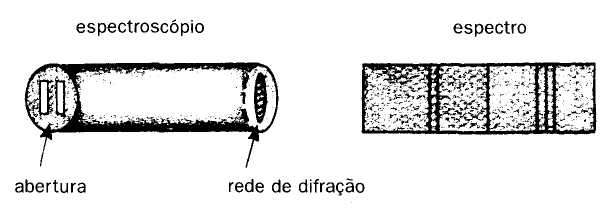 espectroscópio
espectro
abertura
rede de difração